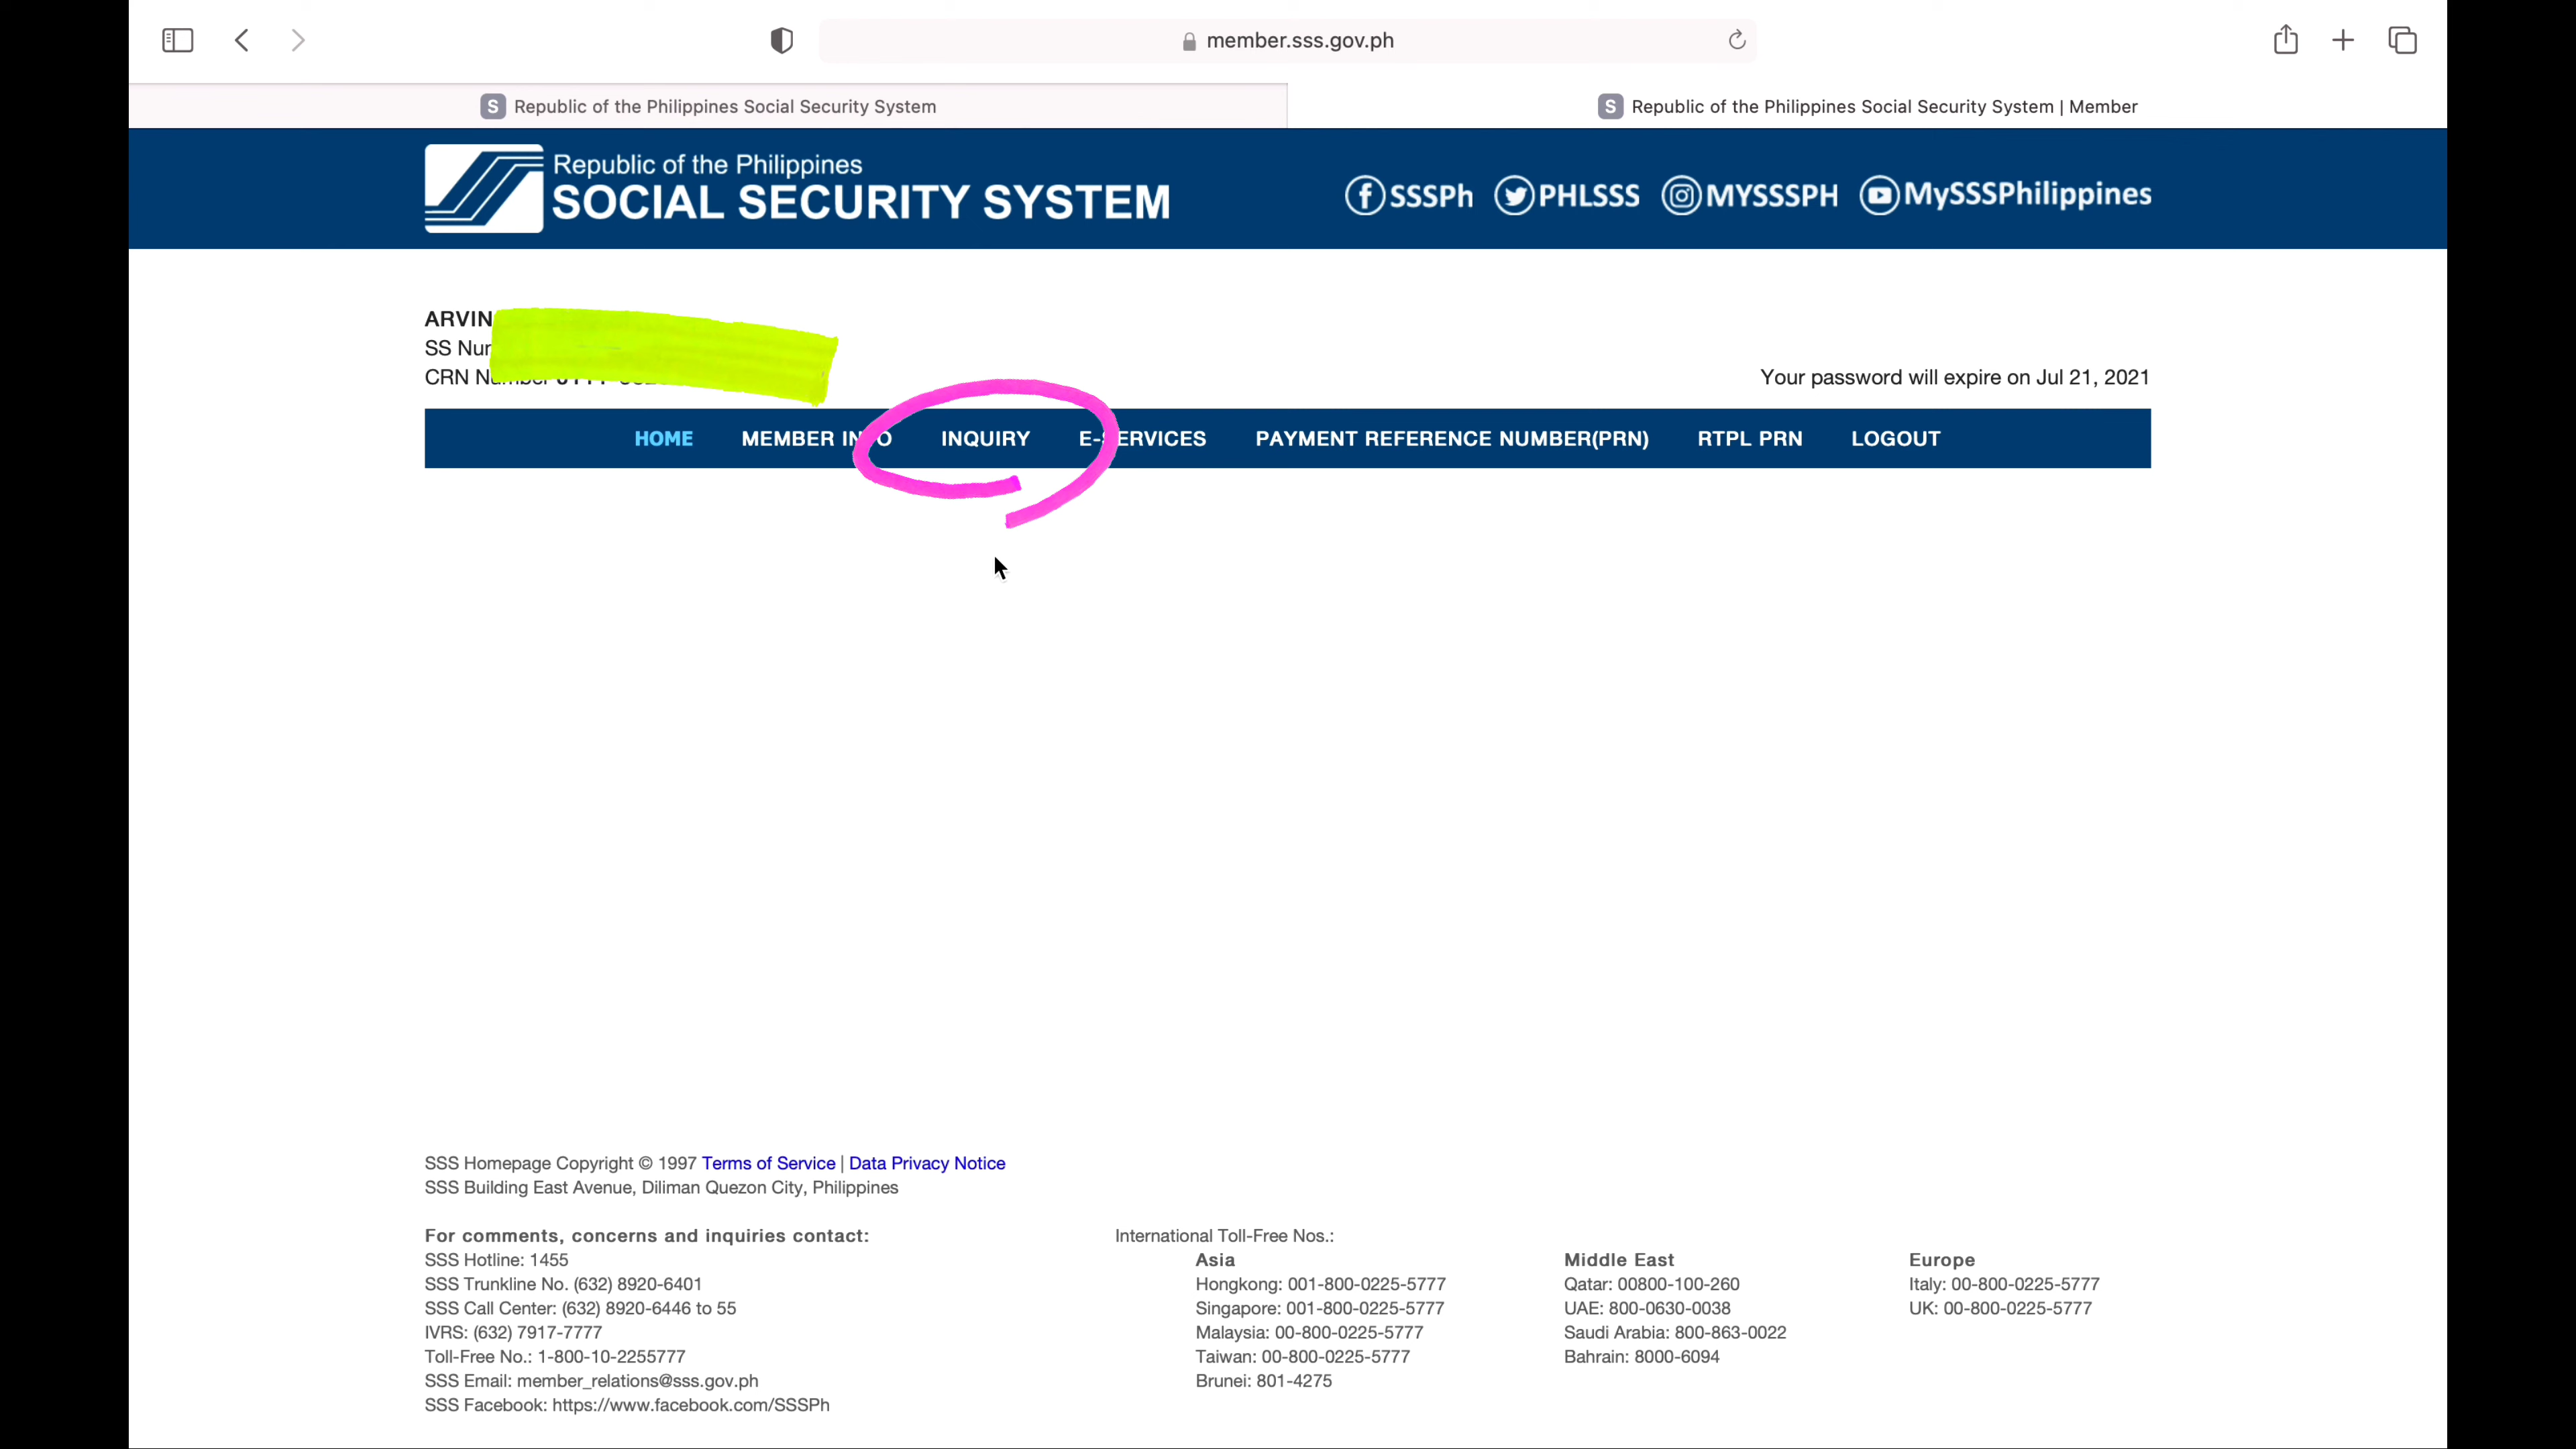 member.sss.gov.ph
S Republic of the Philippines Social Security System
S Republic of the Philippines Social Security System | Member
Republic of the Philippines
SOCIAL SECURITY SYSTEM
SSSPh PHLSSS MYSSSPH MySSSPhilippines
ARVIN
SS
CRN Number
Your password will expire on Jul 21, 2021
HOME MEMBER INFO INQUIRY E-SERVICES PAYMENT REFERENCE NUMBER(PRN) RTPL PRN LOGOUT
SSS Homepage Copyright © 1997 Terms of Service | Data Privacy Notice
SSS Building East Avenue, Diliman Quezon City, Philippines
For comments, concerns and inquiries contact:
SSS Hotline: 1455
SSS Trunkline No. (632) 8920-6401
SSS Call Center: (632) 8920-6446 to 55
IVRS: (632) 7917-7777
Toll-Free No.: 1-800-10-2255777
SSS Email: member_relations@sss.gov.ph
SSS Facebook: https://www.facebook.com/SSSPh
International Toll-Free Nos.:
Asia
Hongkong: 001-800-0225-5777
Singapore: 001-800-0225-5777
Malaysia: 00-800-0225-5777
Taiwan: 00-800-0225-5777
Brunei: 801-4275
Middle East
Qatar: 00800-100-260
UAE: 800-0630-0038
Saudi Arabia: 800-863-0022
Bahrain: 8000-6094
Europe
Italy: 00-800-0225-5777
UK: 00-800-0225-5777